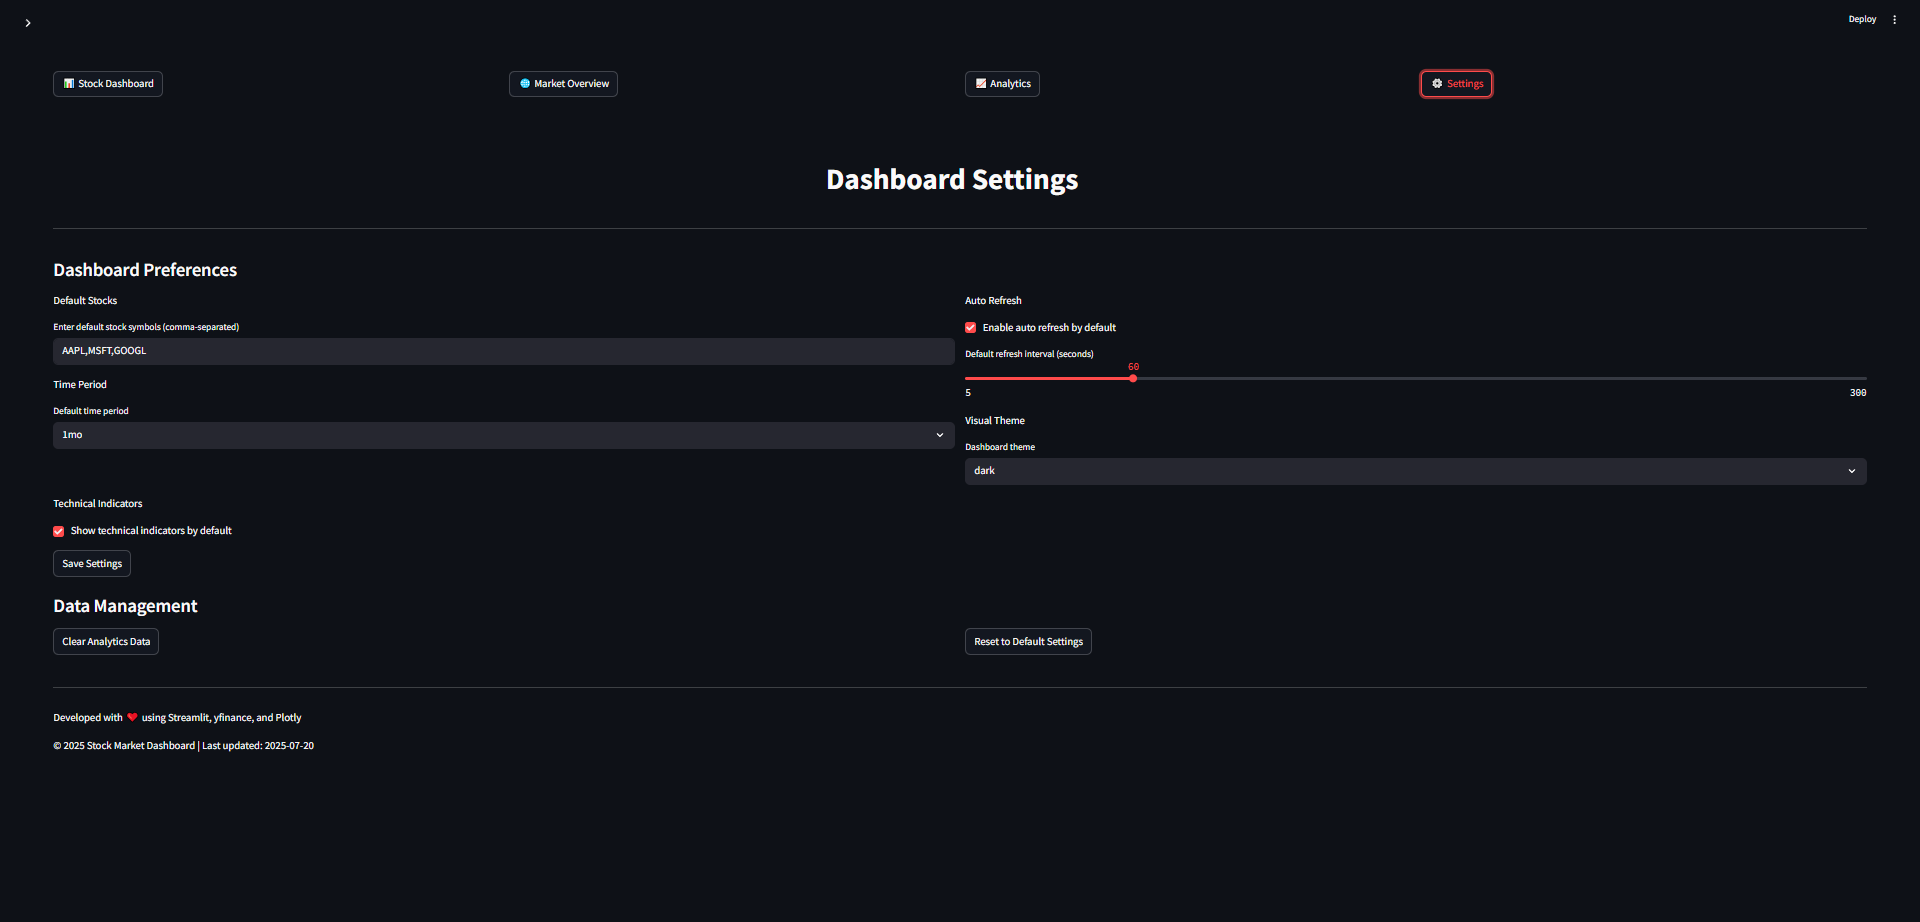 Deploy
Stock Dashboard
Market Overview
Analytics
Settings
Dashboard Settings
Dashboard Preferences
Default Stocks
Enter default stock symbols (comma-separated)
AAPL,MSFT,GOOGL
Time Period
Default time period
1mo
Auto Refresh
Enable auto refresh by default
Default refresh interval (seconds)
60
5 300
Visual Theme
Dashboard theme
dark
Technical Indicators
Show technical indicators by default
Save Settings
Data Management
Clear Analytics Data
Reset to Default Settings
Developed with ❤️ using Streamlit, yfinance, and Plotly
© 2025 Stock Market Dashboard | Last updated: 2025-07-20